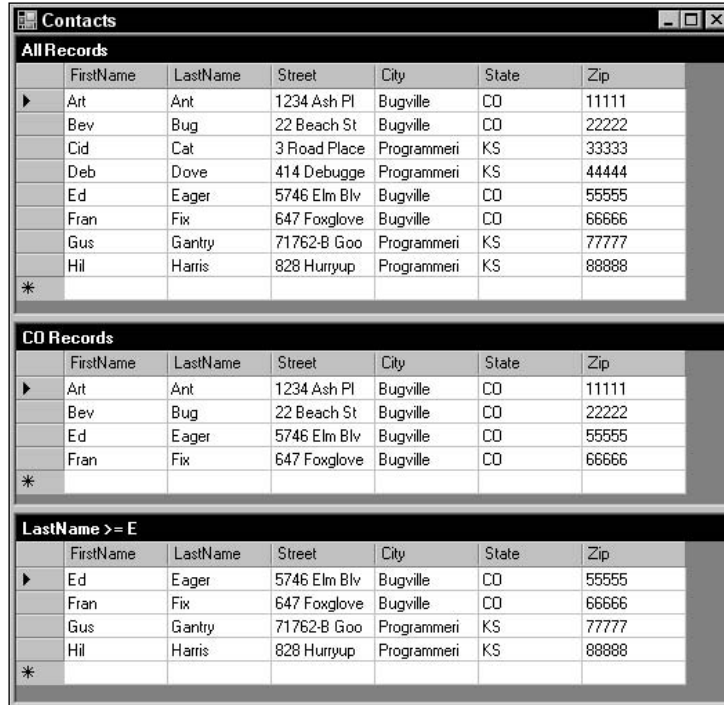 Contacts
All Records
FirstName LastName Street City State Zip
Art Ant 1234 Ash Pl Bugville CO 11111
Bev Bug 22 Beach St Bugville CO 22222
Cid Cat 3 Road Place Programmeri KS 33333
Deb Dove 414 Debugge Programmeri KS 44444
Ed Eager 5746 Elm Blv Bugville CO 55555
Fran Fix 647 Foxglove Bugville CO 66666
Gus Gantry 71762-B Goo Programmeri KS 77777
Hil Harris 828 Hurryup Programmeri KS 88888
CO Records
FirstName LastName Street City State Zip
Art Ant 1234 Ash Pl Bugville CO 11111
Bev Bug 22 Beach St Bugville CO 22222
Ed Eager 5746 Elm Blv Bugville CO 55555
Fran Fix 647 Foxglove Bugville CO 66666
LastName >= E
FirstName LastName Street City State Zip
Ed Eager 5746 Elm Blv Bugville CO 55555
Fran Fix 647 Foxglove Bugville CO 66666
Gus Gantry 71762-B Goo Programmeri KS 77777
Hil Harris 828 Hurryup Programmeri KS 88888